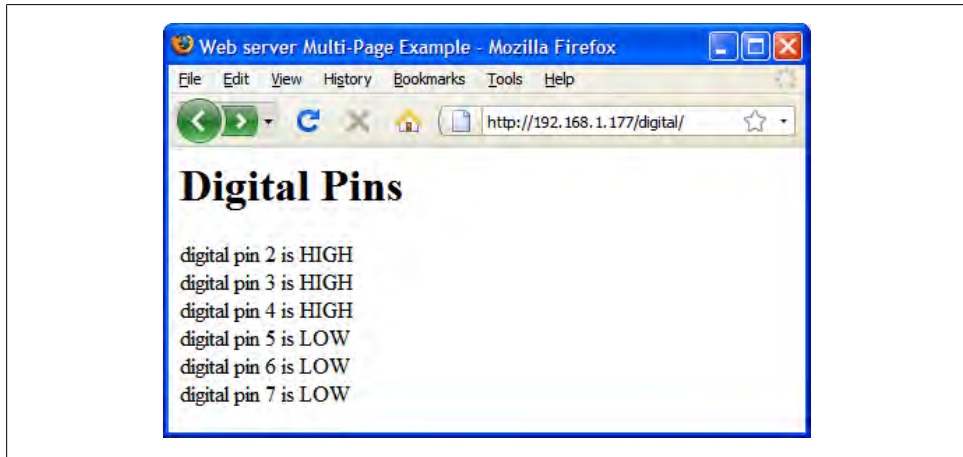 Web server Multi-Page Example - Mozilla Firefox
File Edit View History Bookmarks Tools Help
http://192.168.1.177/digital/
Digital Pins
digital pin 2 is HIGH
digital pin 3 is HIGH
digital pin 4 is HIGH
digital pin 5 is LOW
digital pin 6 is LOW
digital pin 7 is LOW